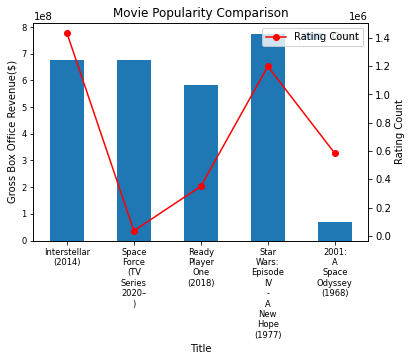 Movie Popularity Comparison
1e8
1e6
8
7
6
5
4
3
2
1
0
Gross Box Office Revenue($)
Rating Count
1.4
1.2
1.0
0.8
0.6
0.4
0.2
0.0
Rating Count
Interstellar
(2014)
Space
Force
(TV
Series
2020–
)
Ready
Player
One
(2018)
Star
Wars:
Episode
IV
-
A
New
Hope
(1977)
2001:
A
Space
Odyssey
(1968)
Title